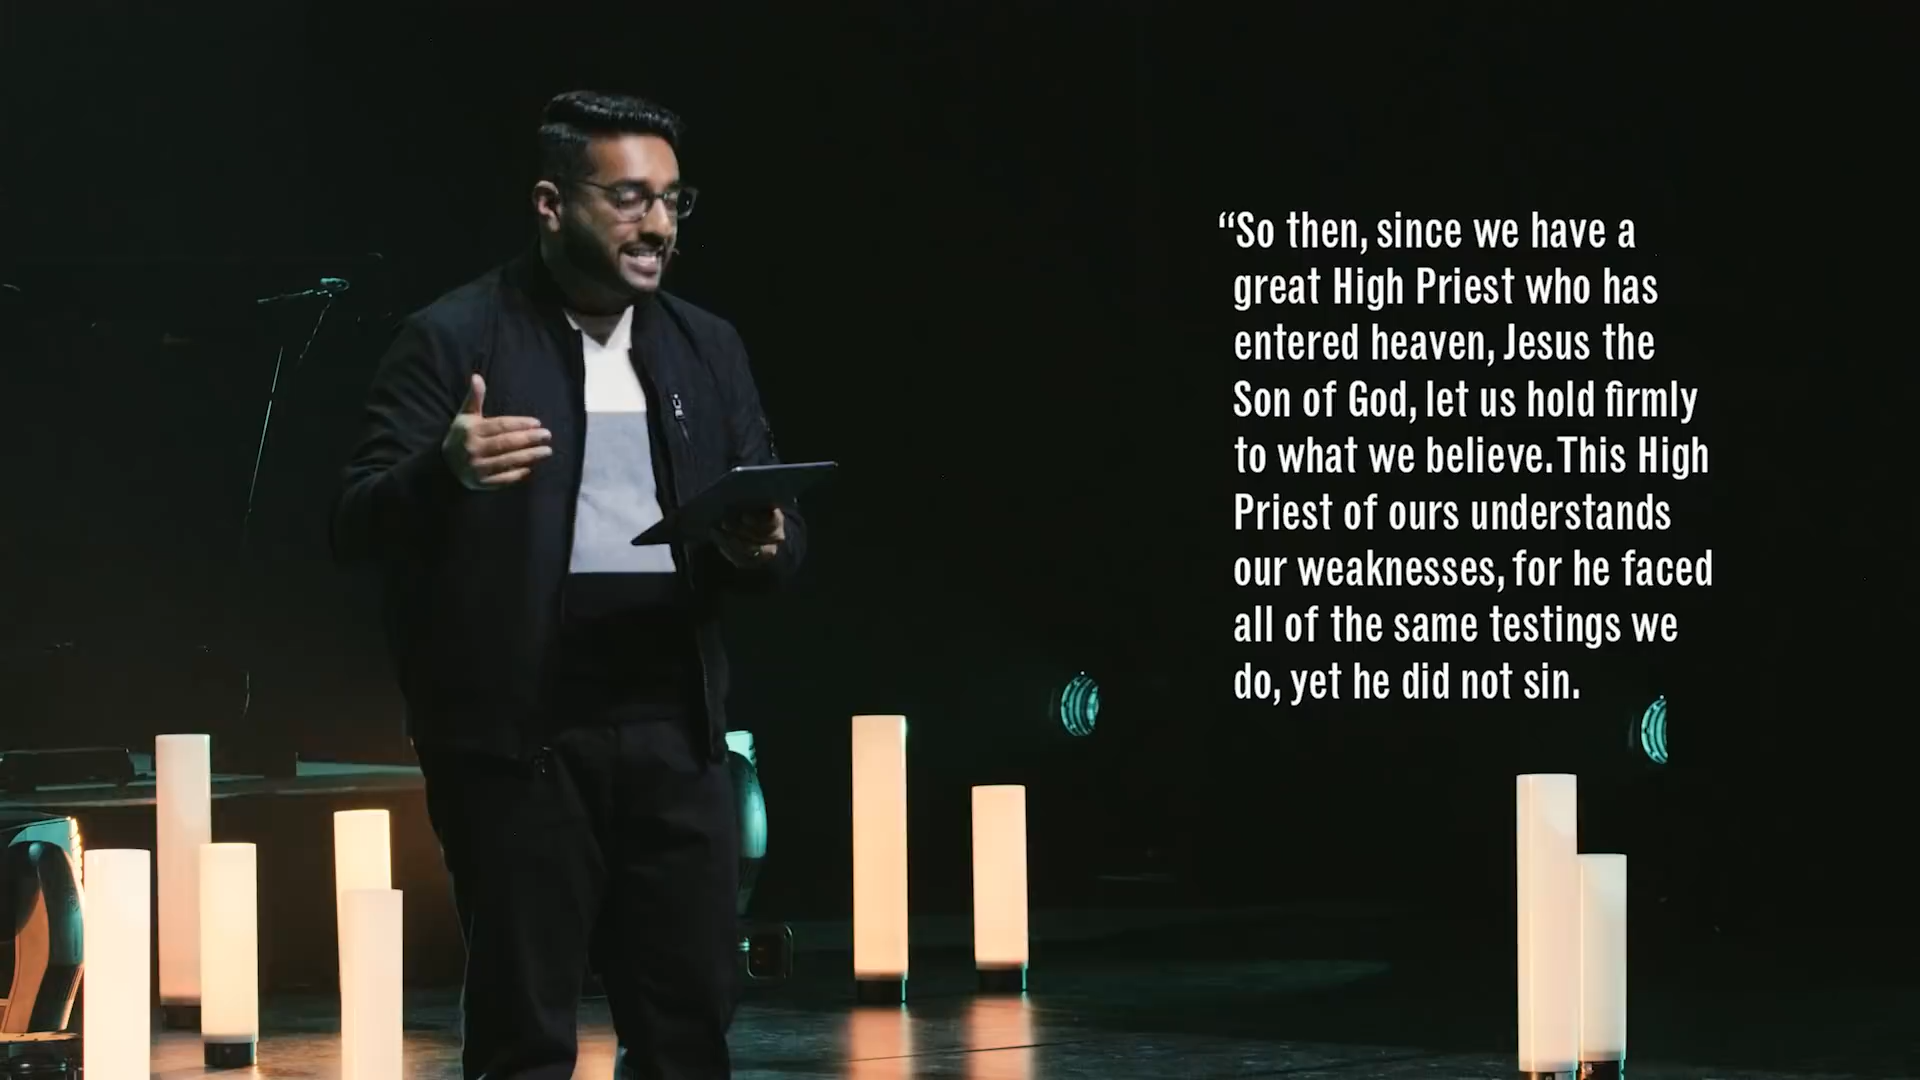 “So then, since we have a
great High Priest who has
entered heaven, Jesus the
Son of God, let us hold firmly
to what we believe. This High
Priest of ours understands
our weaknesses, for he faced
all of the same testings we
do, yet he did not sin.